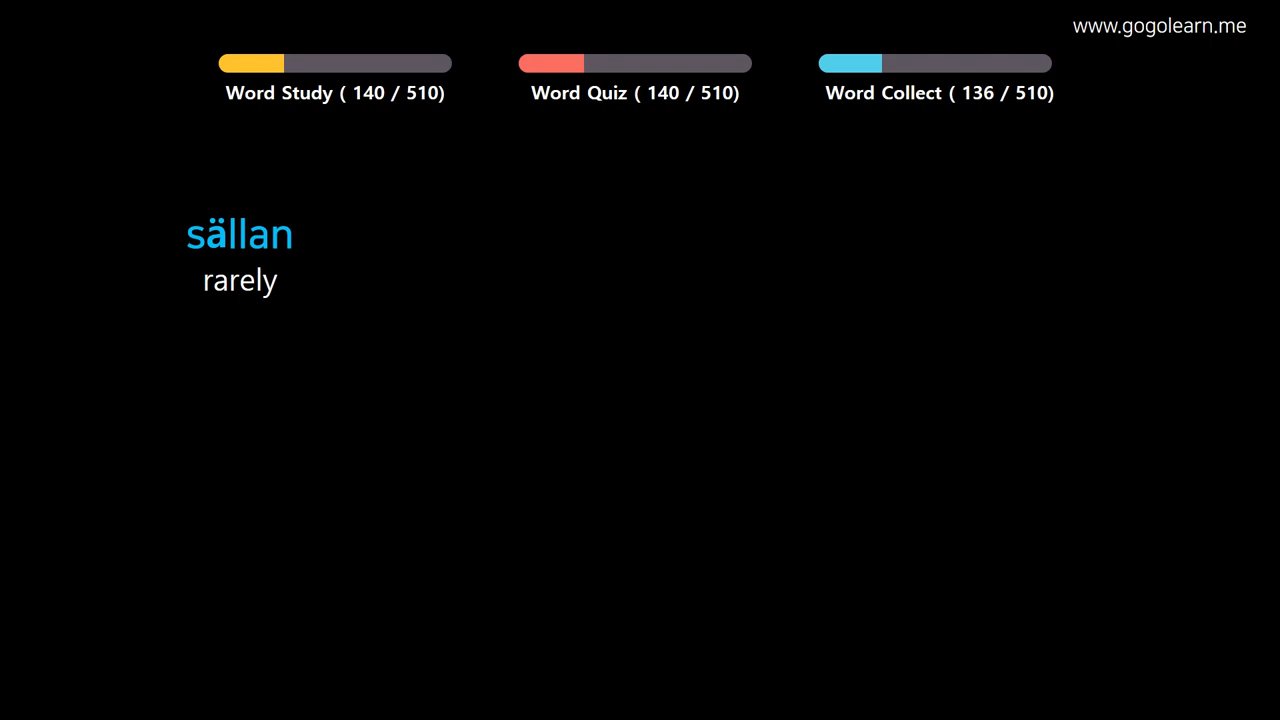 www.gogolearn.me
Word Study ( 140 / 510)
Word Quiz ( 140 / 510)
Word Collect ( 136 / 510)
sällan
rarely